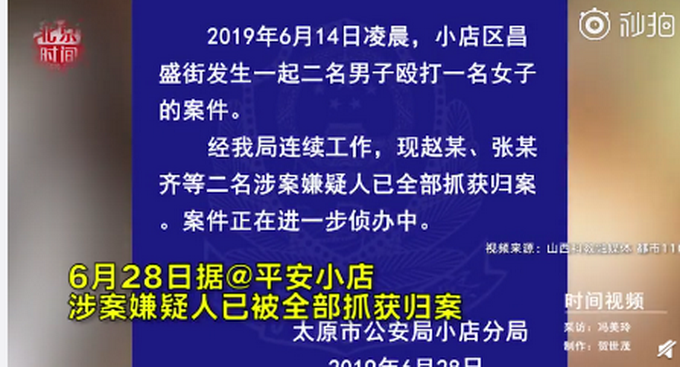 北京
时间
秒拍
2019年6月14日凌晨，小店区昌
盛街发生一起二名男子殴打一名女子
的案件。
经我局连续工作，现赵某、张某
齐等二名涉案嫌疑人已全部抓获归案
。案件正在进一步侦办中。
视频来源：山西
都市110
6月28日据@平安小店
涉案嫌疑人已被全部抓获归案
时间视频
采访：冯美玲
制作：贺世茂
太原市公安局小店分局
2019年6月28日